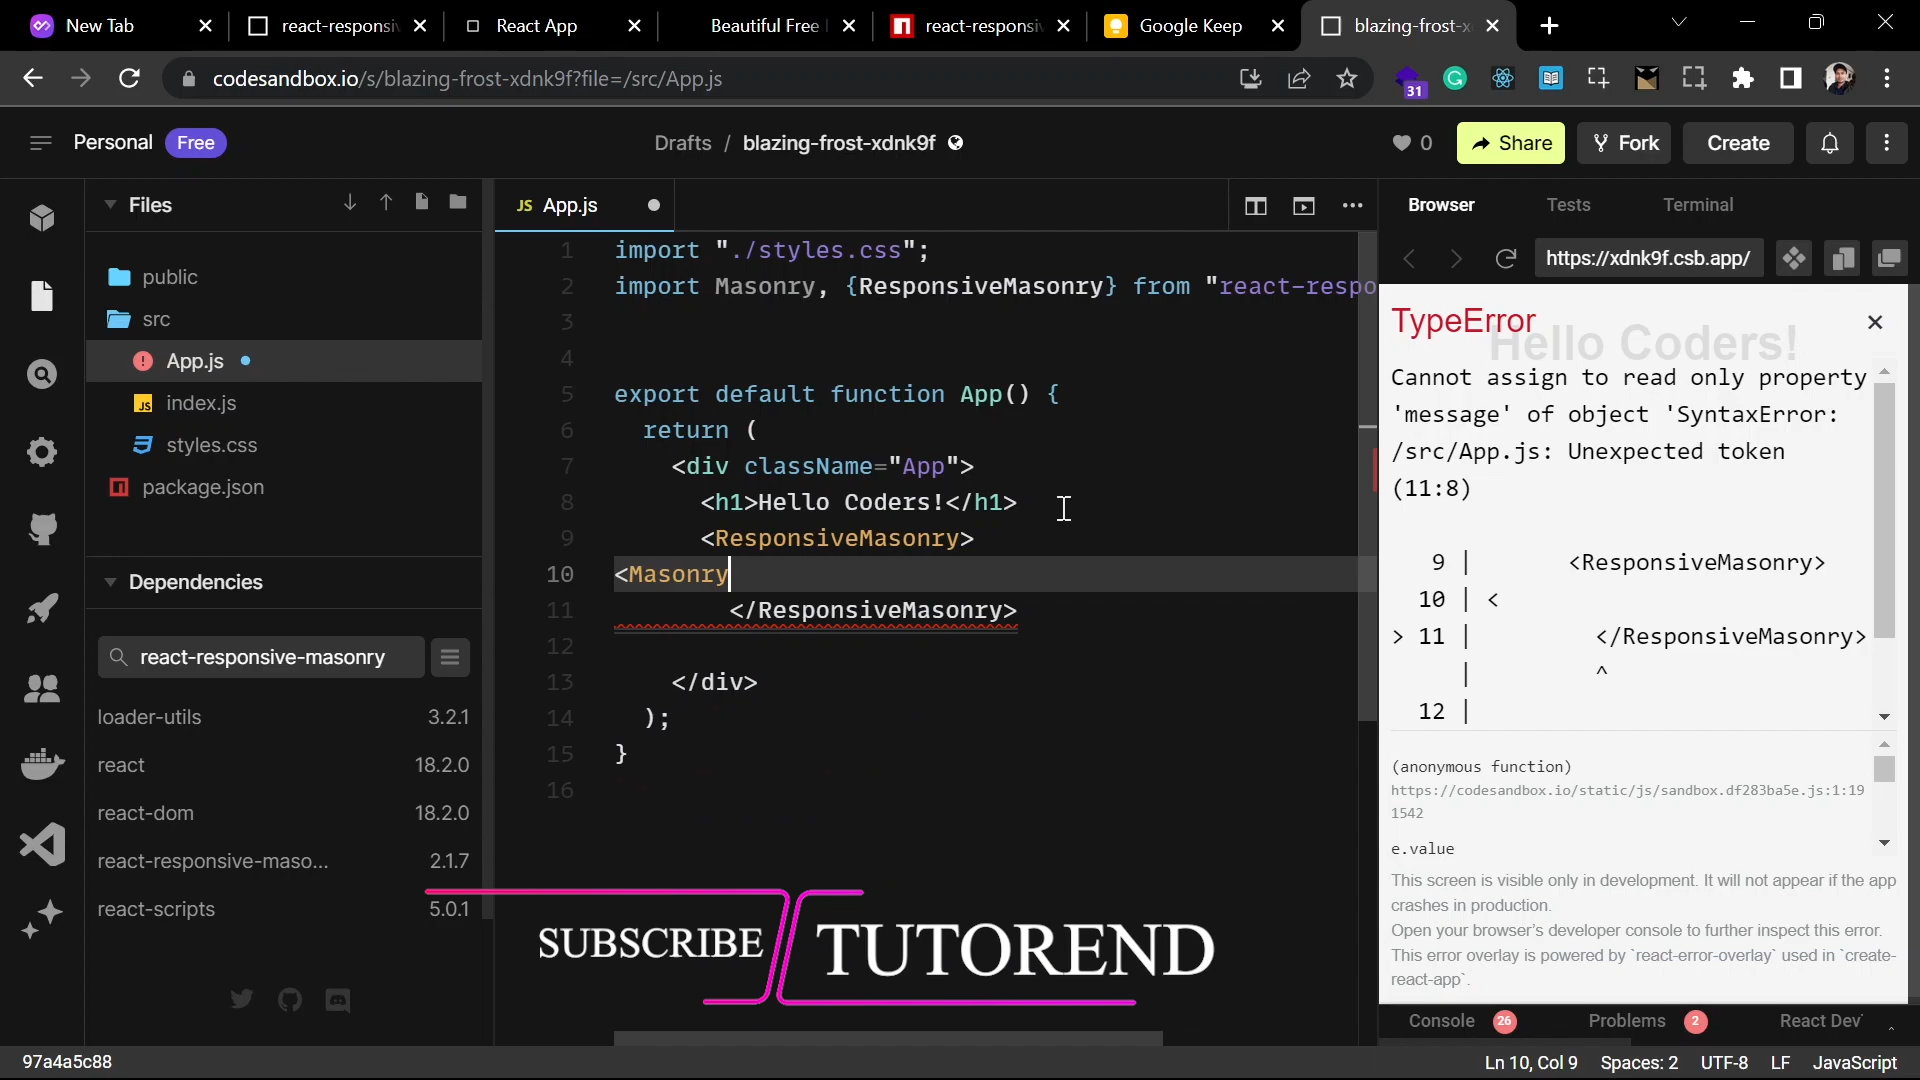 New Tab
react-responsiv
React App
Beautiful Free
react-responsiv
Google Keep
blazing-frost-x
codesandbox.io/s/blazing-frost-xdnk9f?file=/src/App.js
31
Personal Free
Drafts / blazing-frost-xdnk9f
0
Share
Fork
Create
Files
public
src
App.js
index.js
styles.css
package.json
Dependencies
react-responsive-masonry
loader-utils 3.2.1
react 18.2.0
react-dom 18.2.0
react-responsive-maso... 2.1.7
react-scripts 5.0.1
JS App.js
1 import "./styles.css";
2 import Masonry, {ResponsiveMasonry} from "react-respo
3
4
5 export default function App() {
6 return (
7 <div className="App">
8 <h1>Hello Coders!</h1>
9 <ResponsiveMasonry>
10 <Masonry
11 </ResponsiveMasonry>
12
13 </div>
14 );
15 }
16
SUBSCRIBE
TUTOREND
Browser Tests Terminal
https://xdnk9f.csb.app/
Hello Coders!
TypeError
Cannot assign to read only property
'message' of object 'SyntaxError:
/src/App.js: Unexpected token
(11:8)
9 | <ResponsiveMasonry>
10 | <
> 11 | </ResponsiveMasonry>
| ^
12 |
(anonymous function)
https://codesandbox.io/static/js/sandbox.df283ba5e.js:1:19
1542
e.value
This screen is visible only in development. It will not appear if the app
crashes in production.
Open your browser's developer console to further inspect this error.
This error overlay is powered by `react-error-overlay` used in `create-
react-app`.
Console 26 Problems 2 React Dev
97a4a5c88
Ln 10, Col 9 Spaces: 2 UTF-8 LF JavaScript